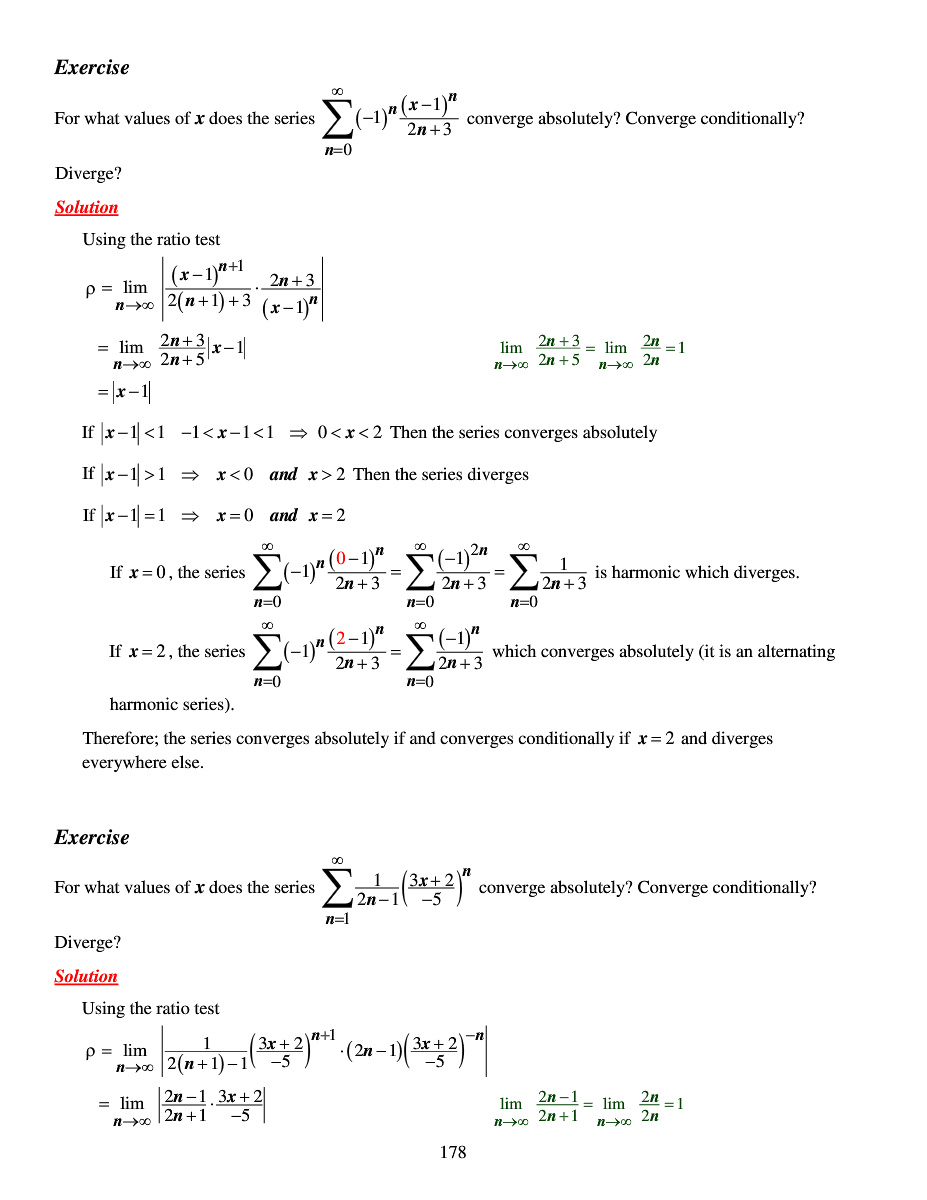 Exercise
For what values of x does the series \sum_{n=0}^{\infty} (-1)^n \frac{(x-1)^n}{2n+3} converge absolutely? Converge conditionally?
Diverge?
Solution
Using the ratio test
\rho = \lim_{n\to\infty} \left| \frac{(x-1)^{n+1}}{2(n+1)+3} \cdot \frac{2n+3}{(x-1)^n} \right|
= \lim_{n\to\infty} \frac{2n+3}{2n+5} |x-1| \lim_{n\to\infty} \frac{2n+3}{2n+5} = \lim_{n\to\infty} \frac{2n}{2n} = 1
= |x-1|
If |x-1| < 1 -1 < x-1 < 1 ⇒ 0 < x < 2 Then the series converges absolutely
If |x-1| > 1 ⇒ x < 0 and x > 2 Then the series diverges
If |x-1| = 1 ⇒ x = 0 and x = 2
If x = 0, the series \sum_{n=0}^{\infty} (-1)^n \frac{(0-1)^n}{2n+3} = \sum_{n=0}^{\infty} \frac{(-1)^{2n}}{2n+3} = \sum_{n=0}^{\infty} \frac{1}{2n+3} is harmonic which diverges.
If x = 2, the series \sum_{n=0}^{\infty} (-1)^n \frac{(2-1)^n}{2n+3} = \sum_{n=0}^{\infty} \frac{(-1)^n}{2n+3} which converges absolutely (it is an alternating
harmonic series).
Therefore; the series converges absolutely if and converges conditionally if x = 2 and diverges
everywhere else.
Exercise
For what values of x does the series \sum_{n=1}^{\infty} \frac{1}{2n-1} \left( \frac{3x+2}{-5} \right)^n converge absolutely? Converge conditionally?
Diverge?
Solution
Using the ratio test
\rho = \lim_{n\to\infty} \left| \frac{1}{2(n+1)-1} \left( \frac{3x+2}{-5} \right)^{n+1} \cdot (2n-1) \left( \frac{3x+2}{-5} \right)^{-n} \right|
= \lim_{n\to\infty} \left| \frac{2n-1}{2n+1} \cdot \frac{3x+2}{-5} \right| \lim_{n\to\infty} \frac{2n-1}{2n+1} = \lim_{n\to\infty} \frac{2n}{2n} = 1
178